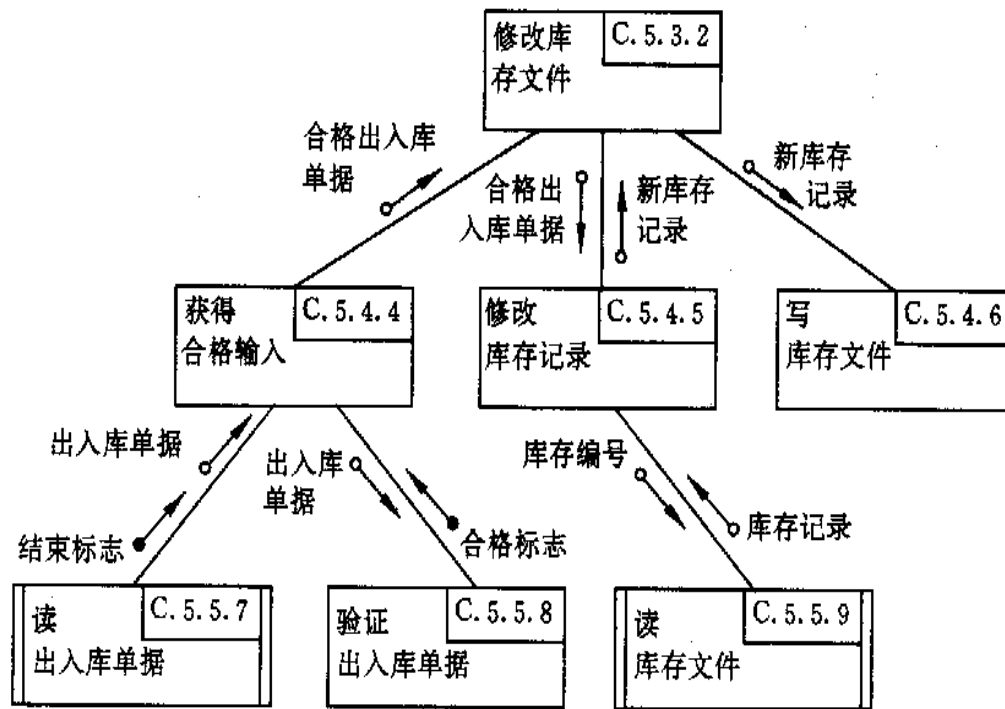 修改库
存文件
C.5.3.2
合格出入库
单据
合格出
入库单据
新库存
记录
新库存
记录
获得
合格输入
C.5.4.4
修改
库存记录
C.5.4.5
写
库存文件
C.5.4.6
出入库单据
结束标志
出入库
单据
合格标志
库存编号
库存记录
读
出入库单据
C.5.5.7
验证
出入库单据
C.5.5.8
读
库存文件
C.5.5.9